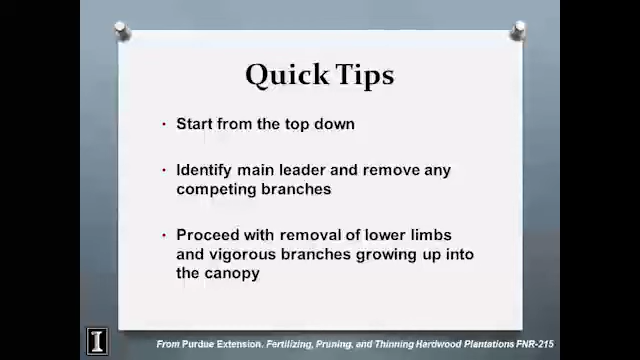 Quick Tips
• Start from the top down
• Identify main leader and remove any
competing branches
• Proceed with removal of lower limbs
and vigorous branches growing up into
the canopy
I
From Purdue Extension. Fertilizing, Pruning, and Thinning Hardwood Plantations FNR-215